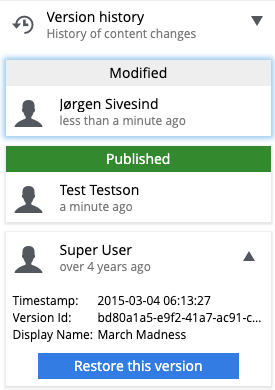 Version history
History of content changes
Modified
Jørgen Sivesind
less than a minute ago
Published
Test Testson
a minute ago
Super User
over 4 years ago
Timestamp: 2015-03-04 06:13:27
Version Id: bd80a1a5-e9f2-41a7-ac91-c...
Display Name: March Madness
Restore this version